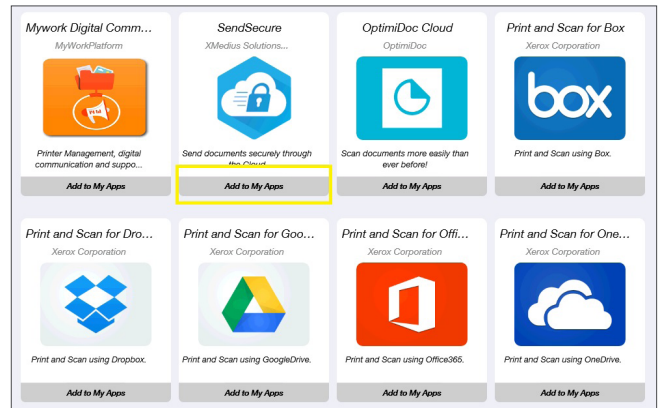 Mywork Digital Comm...
MyWorkPlatform
Printer Management, digital
communication and suppo...
Add to My Apps
SendSecure
XMedius Solutions...
Send documents securely through
the Cloud
Add to My Apps
OptimiDoc Cloud
OptimiDoc
Scan documents more easily than
ever before!
Add to My Apps
Print and Scan for Box
Xerox Corporation
box
Print and Scan using Box.
Add to My Apps
Print and Scan for Dro...
Xerox Corporation
Print and Scan using Dropbox.
Add to My Apps
Print and Scan for Goo...
Xerox Corporation
Print and Scan using GoogleDrive.
Add to My Apps
Print and Scan for Offi...
Xerox Corporation
Print and Scan using Office365.
Add to My Apps
Print and Scan for One...
Xerox Corporation
Print and Scan using OneDrive.
Add to My Apps